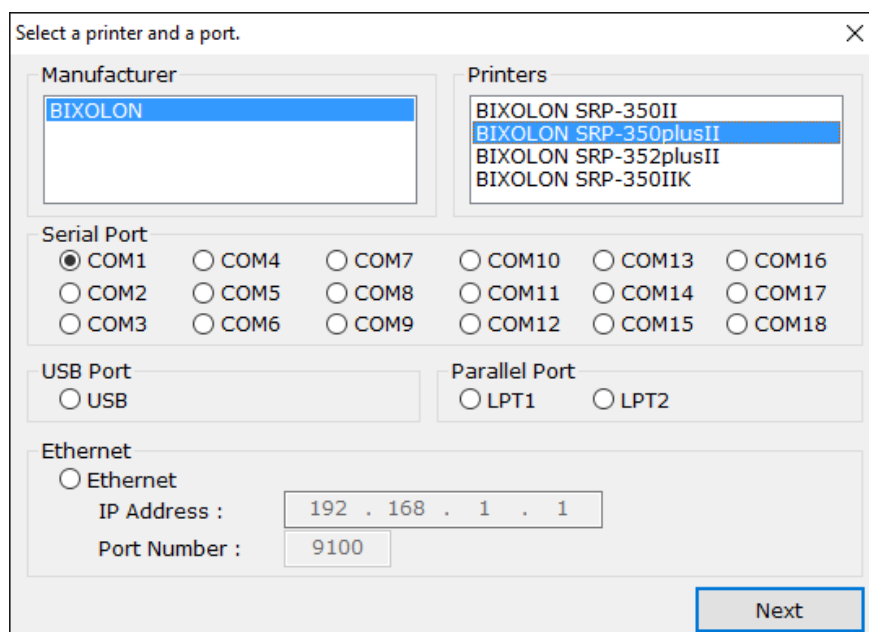 Select a printer and a port.
Manufacturer
BIXOLON
Printers
BIXOLON SRP-350II
BIXOLON SRP-350plusII
BIXOLON SRP-352plusII
BIXOLON SRP-350IIK
Serial Port
COM1 COM4 COM7 COM10 COM13 COM16
COM2 COM5 COM8 COM11 COM14 COM17
COM3 COM6 COM9 COM12 COM15 COM18
USB Port
USB
Parallel Port
LPT1 LPT2
Ethernet
Ethernet
IP Address : 192 . 168 . 1 . 1
Port Number : 9100
Next